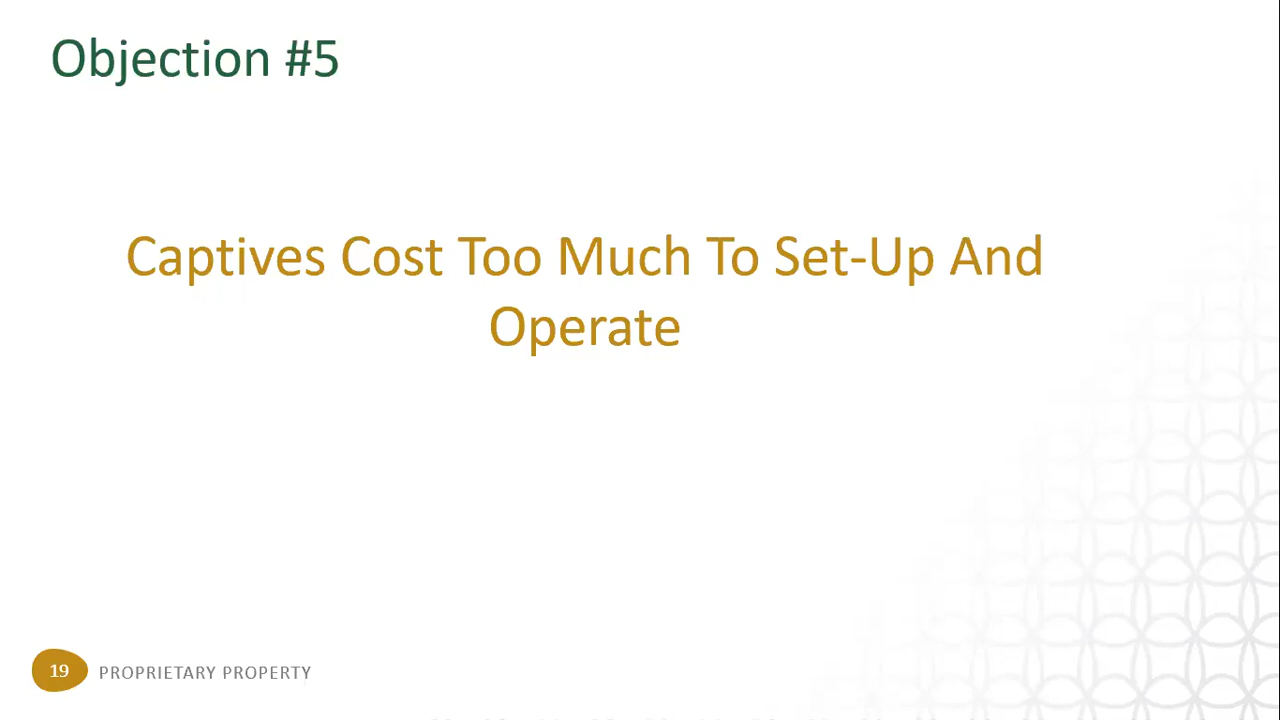 Objection #5
Captives Cost Too Much To Set-Up And
Operate
19 PROPRIETARY PROPERTY